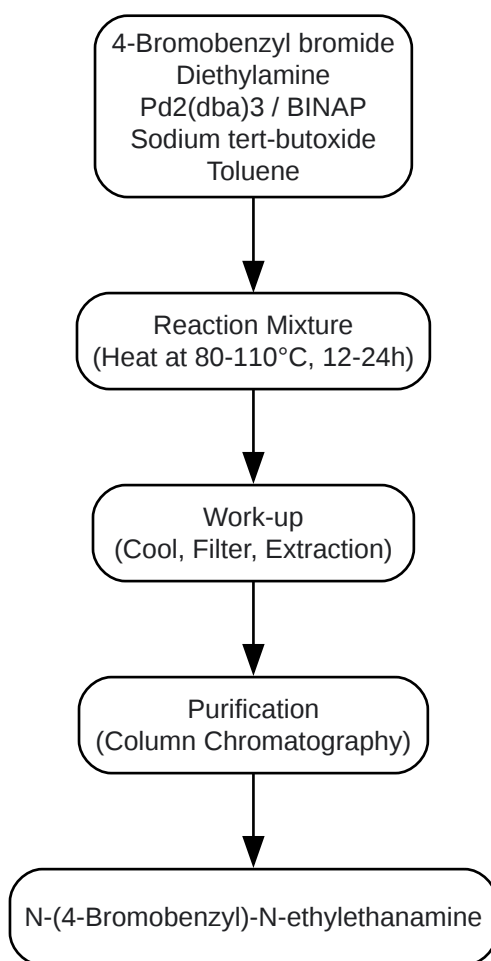 4-Bromobenzyl bromide
Diethylamine
Pd2(dba)3 / BINAP
Sodium tert-butoxide
Toluene
Reaction Mixture
(Heat at 80-110°C, 12-24h)
Work-up
(Cool, Filter, Extraction)
Purification
(Column Chromatography)
N-(4-Bromobenzyl)-N-ethylethanamine